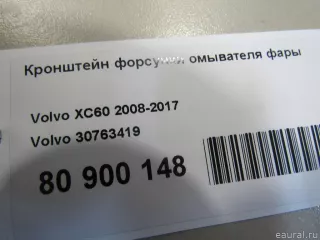 Кронштейн форсунки омывателя фары
Volvo XC60 2008-2017
Volvo 30763419
80 900 148
eaural.ru